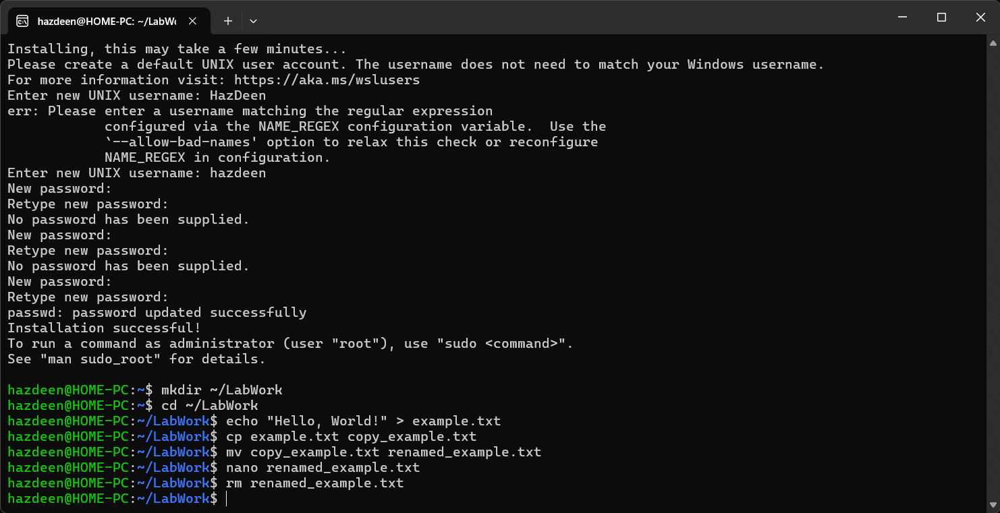 hazdeen@HOME-PC: ~/LabW
Installing, this may take a few minutes...
Please create a default UNIX user account. The username does not need to match your Windows username.
For more information visit: https://aka.ms/wslusers
Enter new UNIX username: HazDeen
err: Please enter a username matching the regular expression
            configured via the NAME_REGEX configuration variable.  Use the
            `--allow-bad-names' option to relax this check or reconfigure
            NAME_REGEX in configuration.
Enter new UNIX username: hazdeen
New password:
Retype new password:
No password has been supplied.
New password:
Retype new password:
No password has been supplied.
New password:
Retype new password:
passwd: password updated successfully
Installation successful!
To run a command as administrator (user "root"), use "sudo <command>".
See "man sudo_root" for details.

hazdeen@HOME-PC:~$ mkdir ~/LabWork
hazdeen@HOME-PC:~$ cd ~/LabWork
hazdeen@HOME-PC:~/LabWork$ echo "Hello, World!" > example.txt
hazdeen@HOME-PC:~/LabWork$ cp example.txt copy_example.txt
hazdeen@HOME-PC:~/LabWork$ mv copy_example.txt renamed_example.txt
hazdeen@HOME-PC:~/LabWork$ nano renamed_example.txt
hazdeen@HOME-PC:~/LabWork$ rm renamed_example.txt
hazdeen@HOME-PC:~/LabWork$